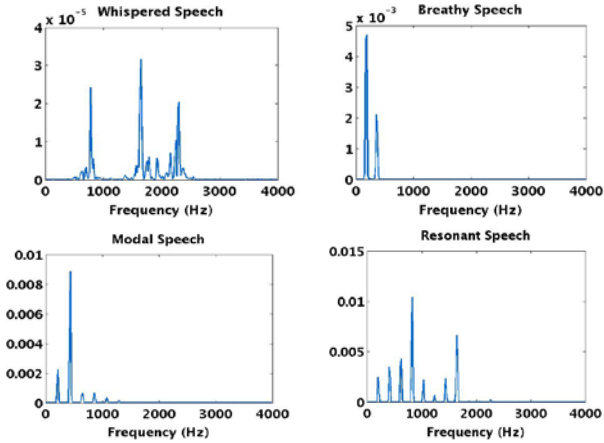 Whispered Speech
x 10 −5
4
3
2
1
0
0 1000 2000 3000 4000
Frequency (Hz)
Breathy Speech
x 10 −3
5
4
3
2
1
0
0 1000 2000 3000 4000
Frequency (Hz)
Modal Speech
0.01
0.008
0.006
0.004
0.002
0
0 1000 2000 3000 4000
Frequency (Hz)
Resonant Speech
0.015
0.01
0.005
0
0 1000 2000 3000 4000
Frequency (Hz)